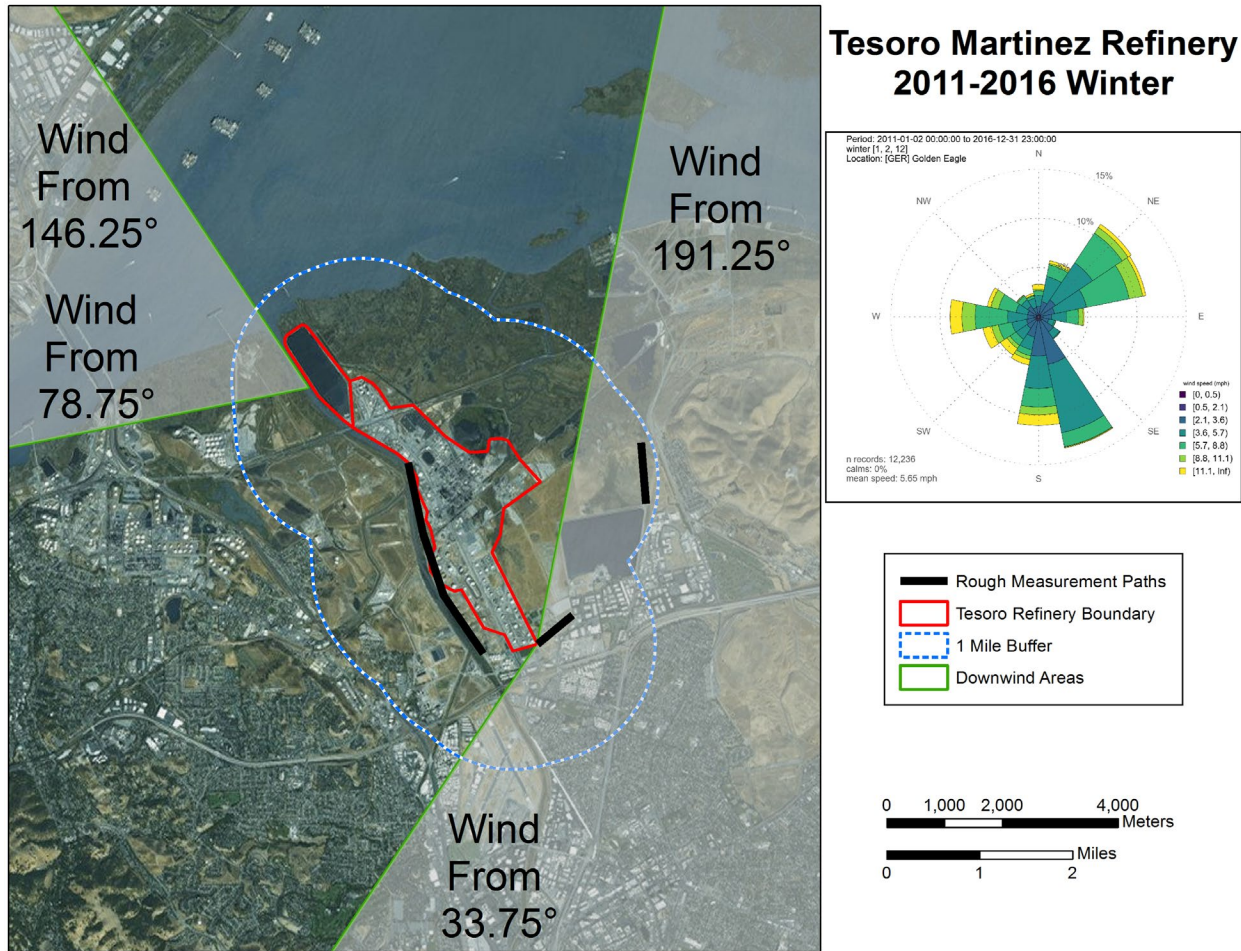 Tesoro Martinez Refinery
2011-2016 Winter
Wind
From
146.25°
Wind
From
78.75°
Wind
From
191.25°
Wind
From
33.75°
Period: 2011-01-02 00:00:00 to 2016-12-31 23:00:00
winter [1, 2, 12]
Location: [GER] Golden Eagle
N
15%
NW
NE
10%
W
E
SW
SE
S
wind speed (mph)
[0, 0.5)
[0.5, 2.1)
[2.1, 3.6)
[3.6, 5.7)
[5.7, 8.8)
[8.8, 11.1)
[11.1, Inf)
n records: 12,236
calms: 0%
mean speed: 5.65 mph
Rough Measurement Paths
Tesoro Refinery Boundary
1 Mile Buffer
Downwind Areas
0 1,000 2,000 4,000
Meters
Miles
0 1 2